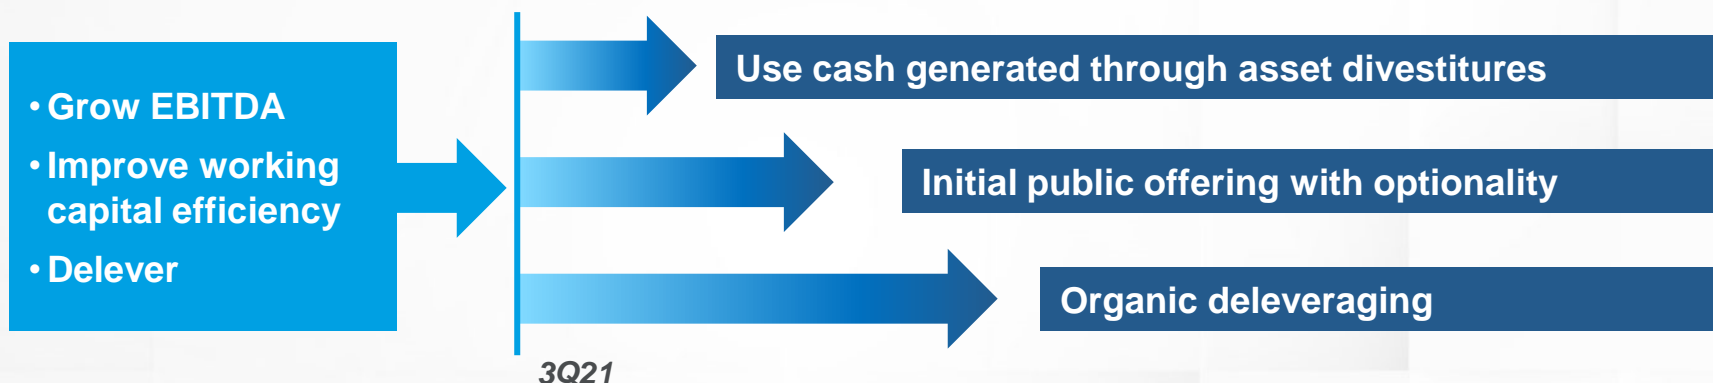 • Grow EBITDA
• Improve working
capital efficiency
• Delever
Use cash generated through asset divestitures
Initial public offering with optionality
Organic deleveraging
3Q21